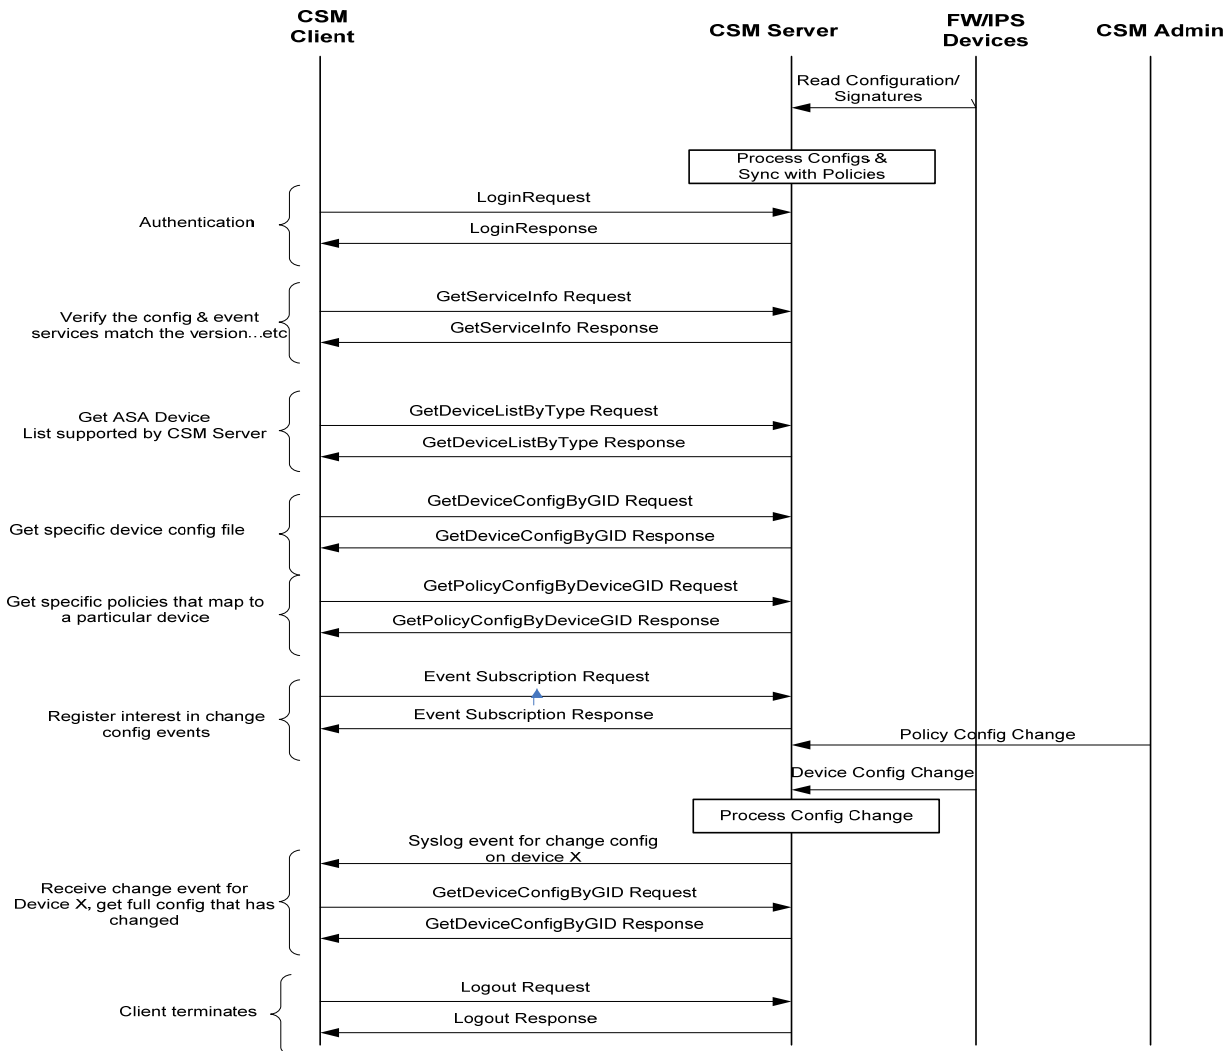 CSM
Client
CSM Server
FW/IPS
Devices
CSM Admin
Read Configuration/
Signatures
Process Configs &
Sync with Policies
LoginRequest
Authentication
LoginResponse
GetServiceInfo Request
Verify the config & event
services match the version...etc
GetServiceInfo Response
Get ASA Device
List supported by CSM Server
GetDeviceListByType Request
GetDeviceListByType Response
GetDeviceConfigByGID Request
Get specific device config file
GetDeviceConfigByGID Response
GetPolicyConfigByDeviceGID Request
Get specific policies that map to
a particular device
GetPolicyConfigByDeviceGID Response
Event Subscription Request
Register interest in change
config events
Event Subscription Response
Policy Config Change
Device Config Change
Process Config Change
Syslog event for change config
on device X
Receive change event for
Device X, get full config that has
changed
GetDeviceConfigByGID Request
GetDeviceConfigByGID Response
Logout Request
Client terminates
Logout Response